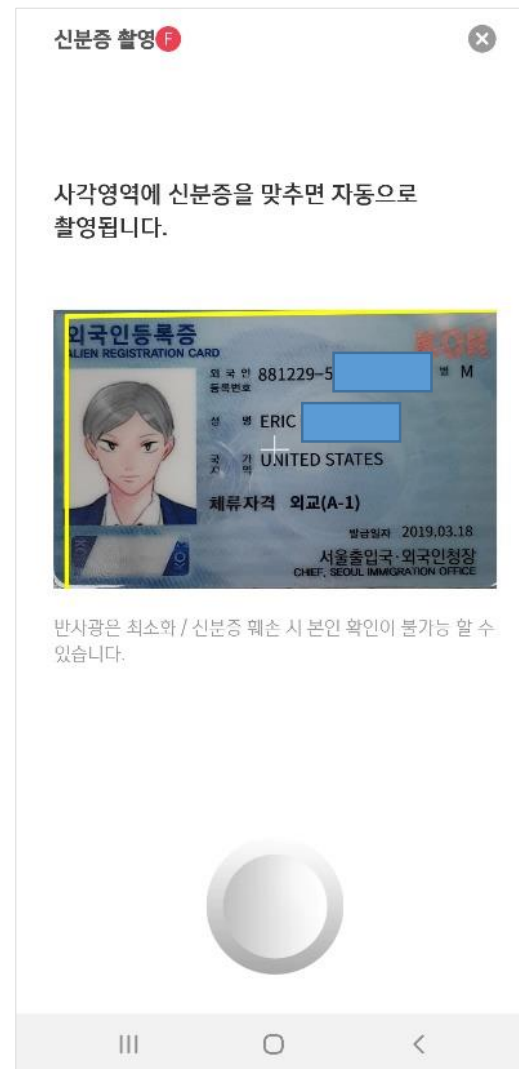 신분증 촬영 F
사각영역에 신분증을 맞추면 자동으로
촬영됩니다.
외국인등록증
ALIEN REGISTRATION CARD
KOR
외국인 등록번호 881229-5 별 M
성 명 ERIC
국 가 지 역 UNITED STATES
체류자격 외교(A-1)
발급일자 2019.03.18
서울출입국·외국인청장
CHIEF, SEOUL IMMIGRATION OFFICE
KOR
KOR
반사광은 최소화 / 신분증 훼손 시 본인 확인이 불가능 할 수
있습니다.